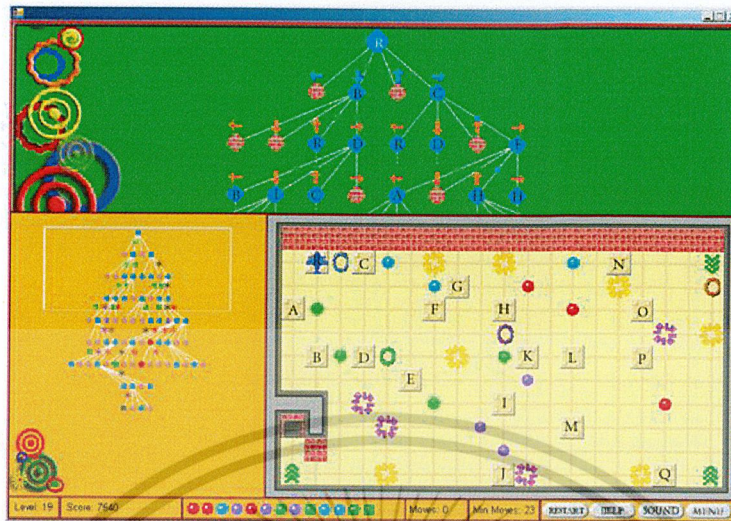 R
B C
R D R D
B C A H H
C N
G
A F H O
B D K L P
E
I
M
J Q
Level: 19 Score: 7640 Moves: 0 Min Moves: 23 RESTART HELP SOUND MENU